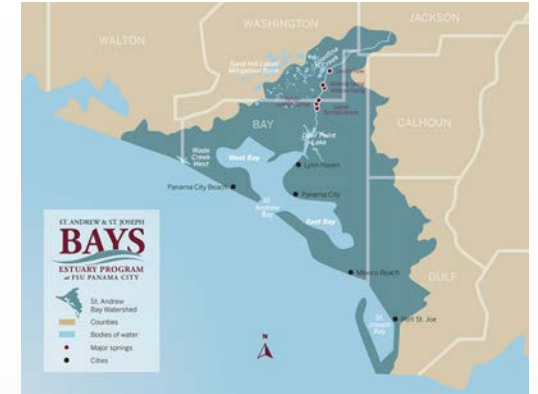 WASHINGTON
JACKSON
WALTON
Sand Hill Lakes
Mitigation Bank
Econfina
Creek
CALHOUN
BAY
Deer Point
Lake
Wade
Creek
West
West Bay
Lynn Haven
Panama City Beach
Panama City
St.
Andrew
Bay
East Bay
Mexico Beach
GULF
St.
Joseph
Bay
Port St. Joe
ST. ANDREW & ST. JOSEPH
BAYS
ESTUARY PROGRAM
at FSU PANAMA CITY
St. Andrew
Bay Watershed
Counties
Bodies of water
Major springs
Cities
N